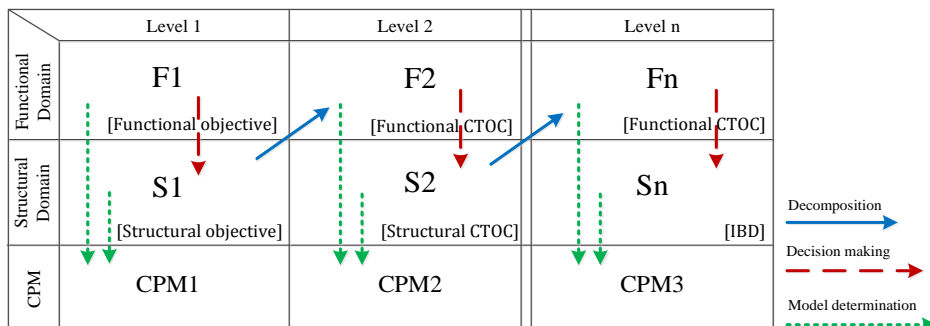 Level 1
Level 2
Level n
Functional
Domain
F1
F2
Fn
[Functional objective]
[Functional CTOC]
[Functional CTOC]
Structural
Domain
S1
S2
Sn
[Structural objective]
[Structural CTOC]
[IBD]
CPM
CPM1
CPM2
CPM3
Decomposition
Decision making
Model determination